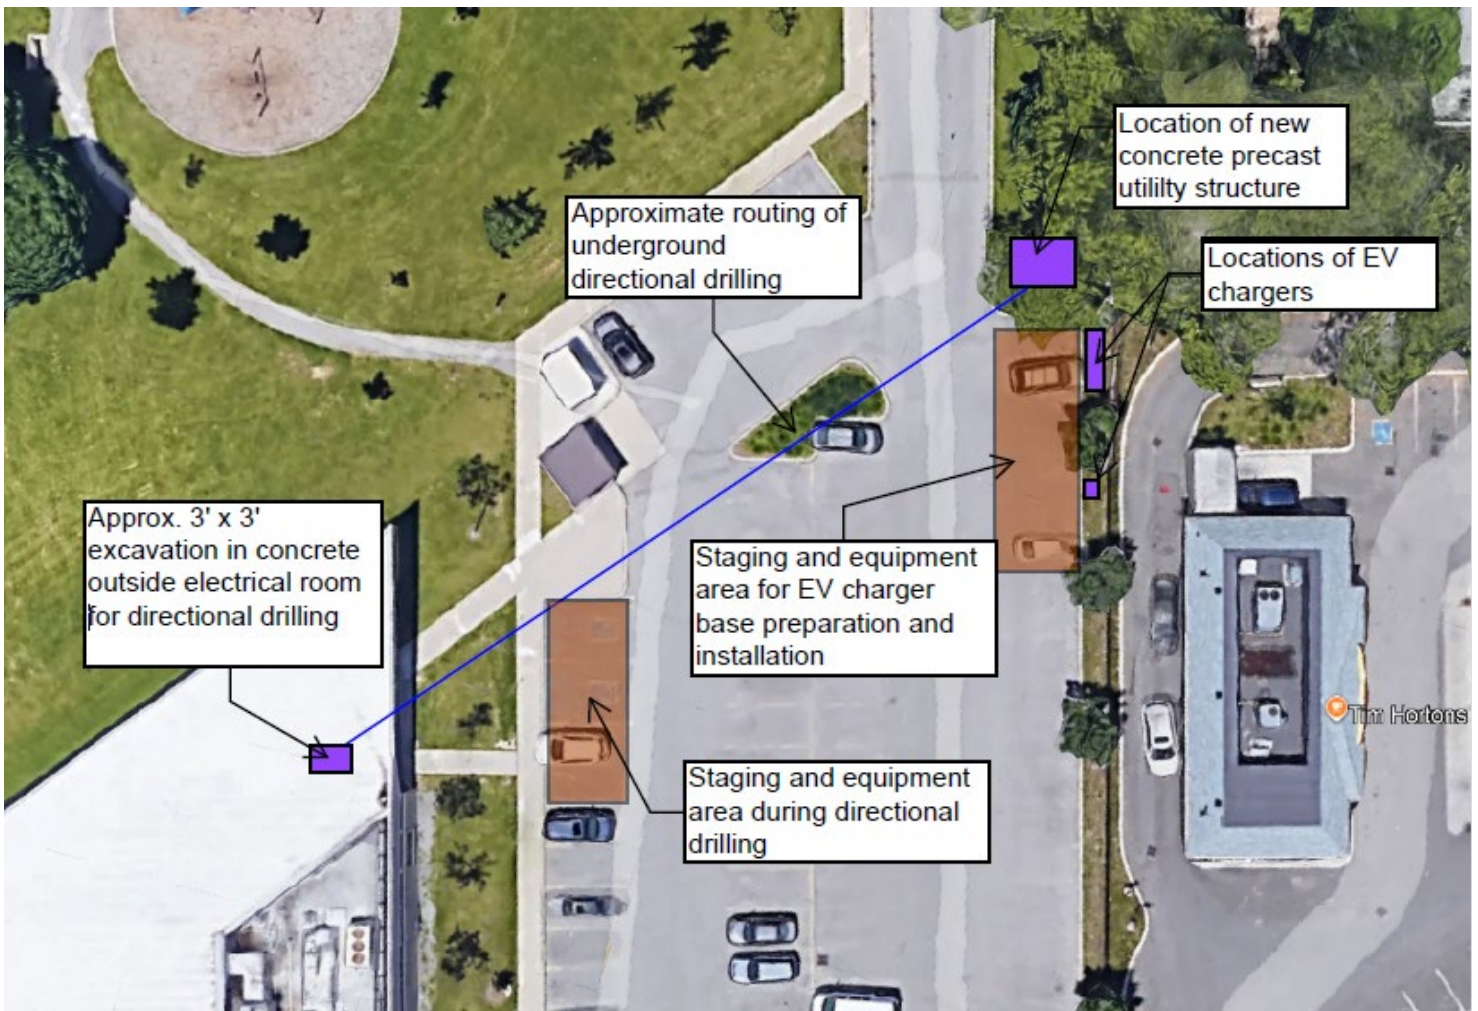 Location of new
concrete precast
utililty structure
Approximate routing of
underground
directional drilling
Locations of EV
chargers
Approx. 3' x 3'
excavation in concrete
outside electrical room
for directional drilling
Staging and equipment
area for EV charger
base preparation and
installation
Tim Hortons
Staging and equipment
area during directional
drilling